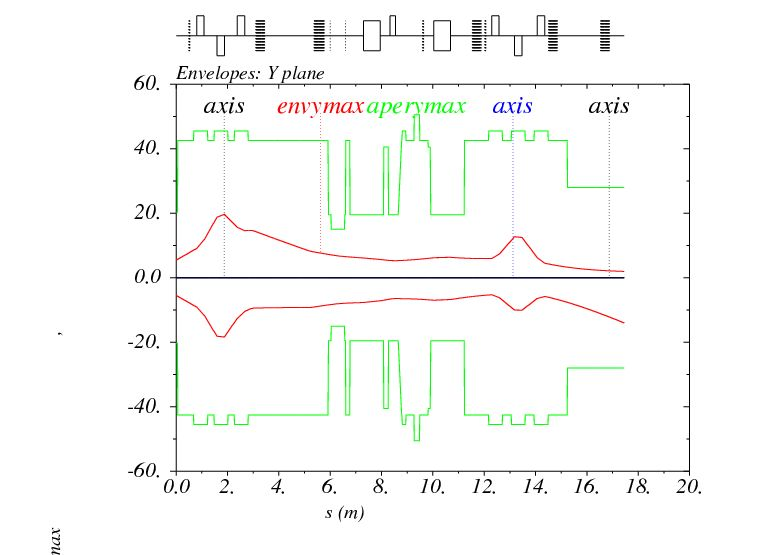 Envelopes: Y plane
axis envymax aperymax axis axis
60.
40.
20.
0.0
-20.
-40.
-60.
0.0 2. 4. 6. 8. 10. 12. 14. 16. 18. 20.
s (m)
,
max